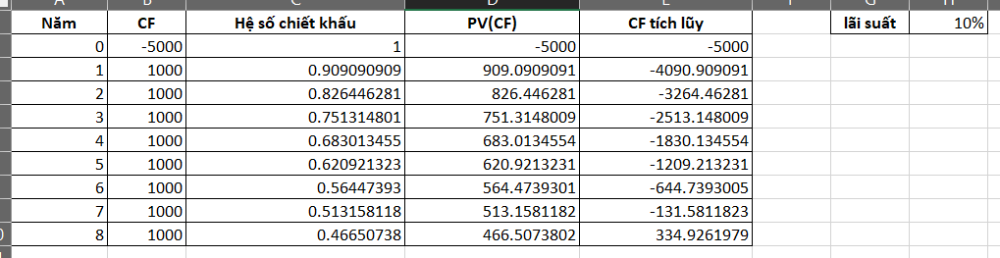 Năm CF Hệ số chiết khấu PV(CF) CF tích lũy lãi suất 10%
0 -5000 1 -5000 -5000
1 1000 0.909090909 909.0909091 -4090.909091
2 1000 0.826446281 826.446281 -3264.46281
3 1000 0.751314801 751.3148009 -2513.148009
4 1000 0.683013455 683.0134554 -1830.134554
5 1000 0.620921323 620.9213231 -1209.213231
6 1000 0.56447393 564.4739301 -644.7393005
7 1000 0.513158118 513.1581182 -131.5811823
8 1000 0.46650738 466.5073802 334.9261979